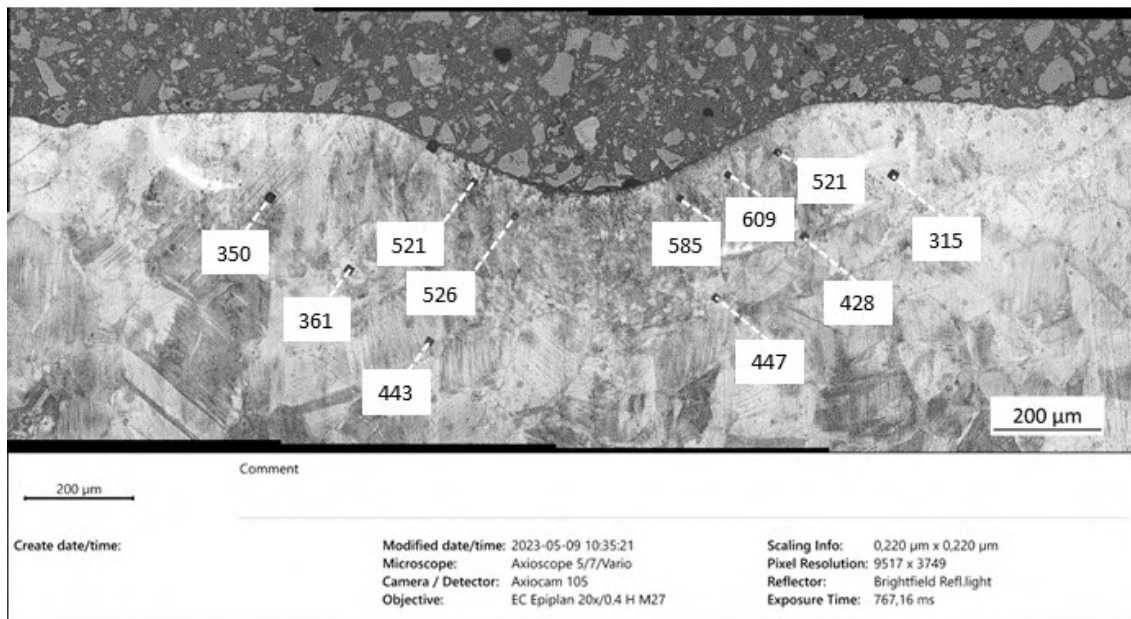 521
609
315
350
521
585
526
428
361
447
443
200 µm
Comment
200 µm
Create date/time:
Modified date/time: 2023-05-09 10:35:21
Microscope: Axioscope 5/7/Vario
Camera / Detector: Axiocam 105
Objective: EC Epiplan 20x/0.4 H M27
Scaling Info: 0,220 µm x 0,220 µm
Pixel Resolution: 9517 x 3749
Reflector: Brightfield Refl.light
Exposure Time: 767,16 ms